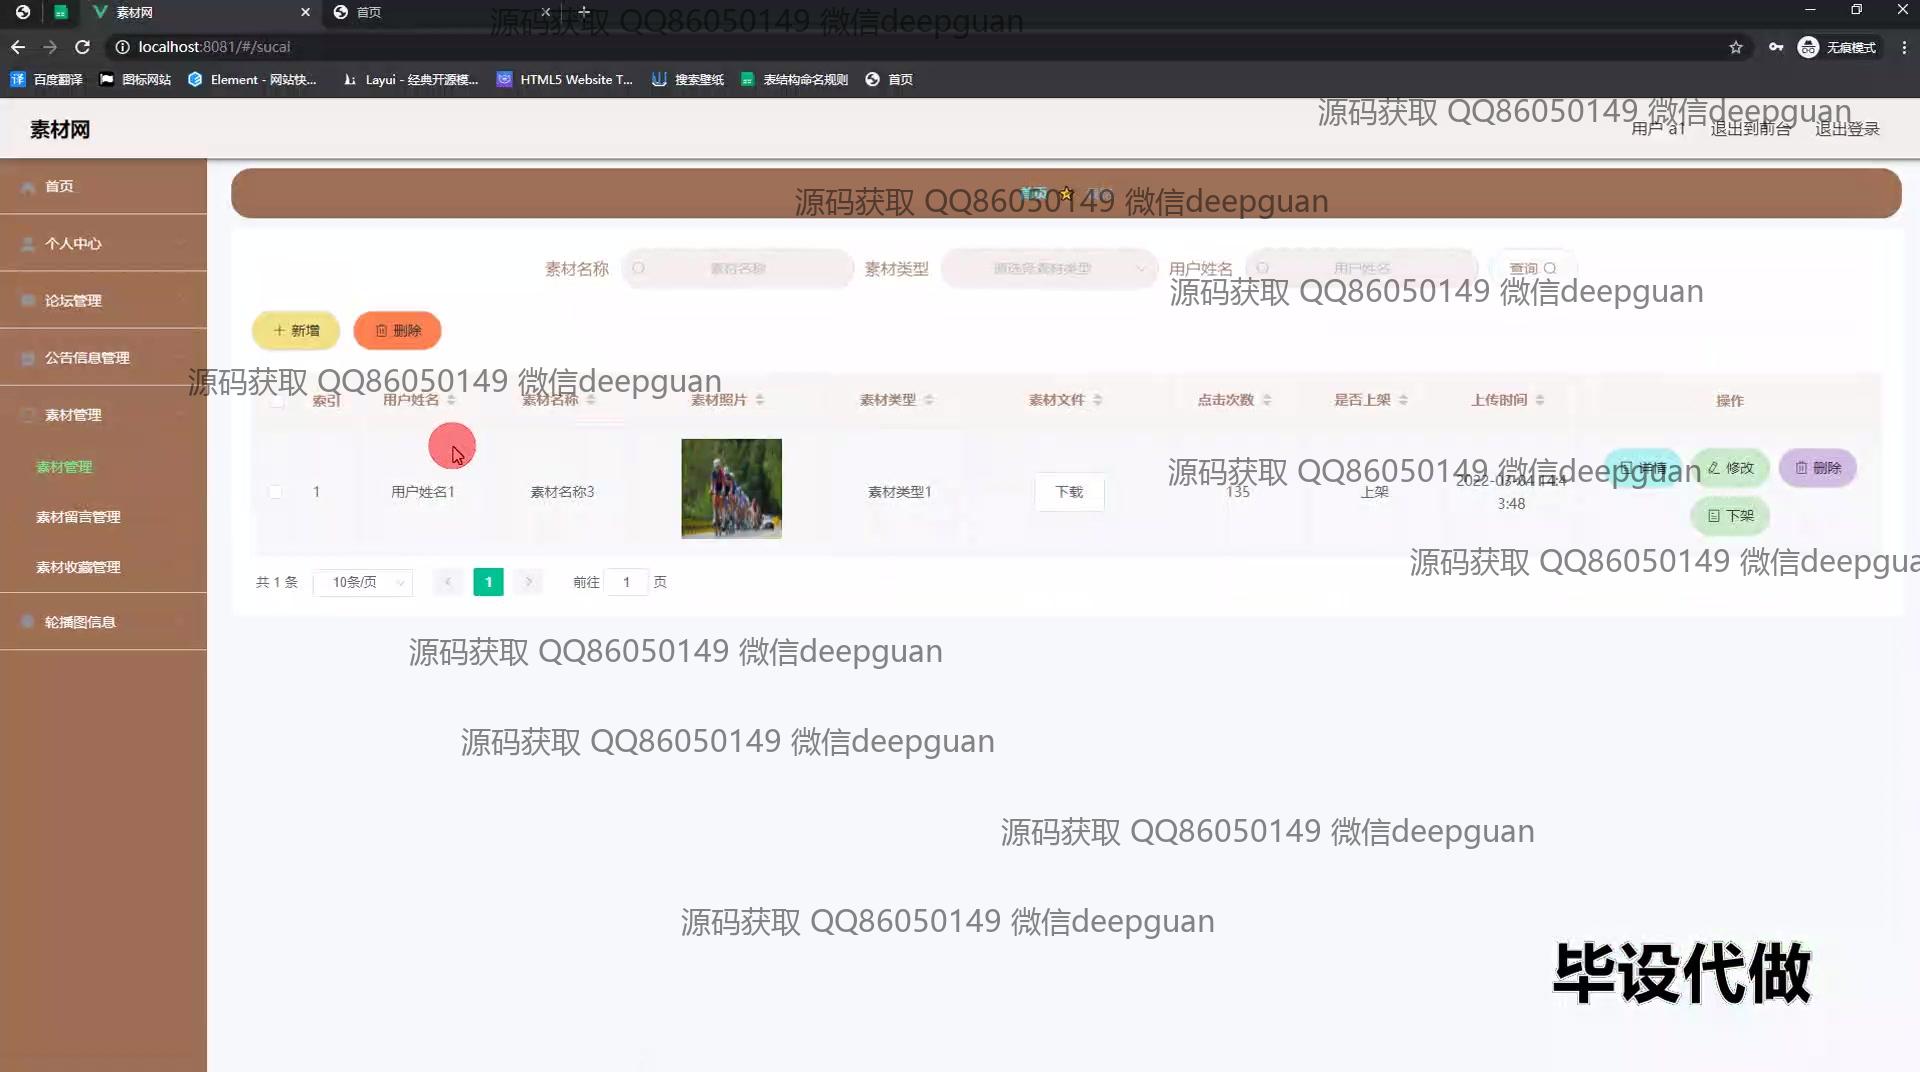 素材网
首页
源码获取 QQ86050149 微信deepguan
localhost:8081/#/sucai
无痕模式
百度翻译
图标网站
Element - 网站快...
Layui - 经典开源模...
HTML5 Website T...
搜索壁纸
表结构命名规则
首页
源码获取 QQ86050149 微信deepguan
素材网
用户 a1
退出到前台
退出登录
首页
个人中心
论坛管理
公告信息管理
素材管理
素材管理
素材留言管理
素材收藏管理
轮播图信息
首页
源码获取 QQ86050149 微信deepguan
素材名称
素材名称
素材类型
请选择素材类型
用户姓名
用户姓名
查询
源码获取 QQ86050149 微信deepguan
新增
删除
源码获取 QQ86050149 微信deepguan
索引
用户姓名
素材名称
素材照片
素材类型
素材文件
点击次数
是否上架
上传时间
操作
1
用户姓名1
素材名称3
素材类型1
下载
135
上架
2022-03-04 14:4
3:48
详情
修改
删除
下架
源码获取 QQ86050149 微信deepguan
共 1 条
10条/页
1
前往
1
页
源码获取 QQ86050149 微信deepgua
源码获取 QQ86050149 微信deepguan
源码获取 QQ86050149 微信deepguan
源码获取 QQ86050149 微信deepguan
源码获取 QQ86050149 微信deepguan
毕设代做